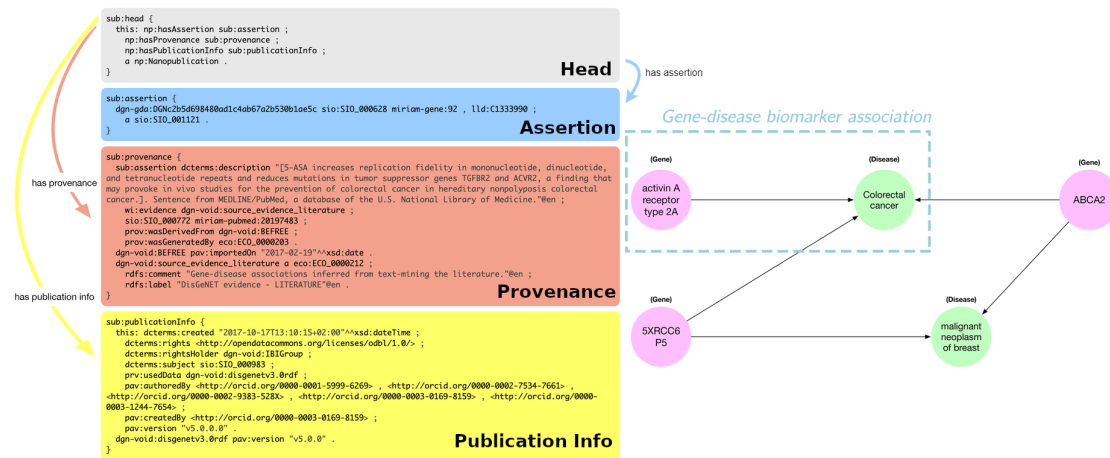 sub:head {
this: np:hasAssertion sub:assertion ;
np:hasProvenance sub:provenance ;
np:hasPublicationInfo sub:publicationInfo ;
a np:Nanopublication .
}
Head
has assertion
sub:assertion {
dgn-gda:DGNc2b5d698480ad1c4ab67a2b530b1ae5c sio:SIO_000628 miriam-gene:92 , lld:C1333990 ;
a sio:SIO_001121 .
}
Assertion
has provenance
sub:provenance {
sub:assertion dcterms:description "[5-ASA increases replication fidelity in mononucleotide, dinucleotide,
and tetranucleotide repeats and reduces mutations in tumor suppressor genes TGFBR2 and ACVR2, a finding that
may provoke in vivo studies for the prevention of colorectal cancer in hereditary nonpolyposis colorectal
cancer.]. Sentence from MEDLINE/PubMed, a database of the U.S. National Library of Medicine."@en ;
wi:evidence dgn-void:source_evidence_literature ;
sio:SIO_000772 miriam-pubmed:20197483 ;
prov:wasDerivedFrom dgn-void:BEFREE ;
prov:wasGeneratedBy eco:ECO_0000203 .
dgn-void:BEFREE pav:importedOn "2017-02-19"^^xsd:date .
dgn-void:source_evidence_literature a eco:ECO_0000212 ;
rdfs:comment "Gene-disease associations inferred from text-mining the literature."@en ;
rdfs:label "DisGeNET evidence - LITERATURE"@en .
}
Provenance
has publication info
sub:publicationInfo {
this: dcterms:created "2017-10-17T13:10:15+02:00"^^xsd:dateTime ;
dcterms:rights <http://opendatacommons.org/licenses/odbl/1.0/> ;
dcterms:rightsHolder dgn-void:IBIGroup ;
dcterms:subject sio:SIO_000983 ;
prv:usedData dgn-void:disgenetv3.0rdf ;
pav:authoredBy <http://orcid.org/0000-0001-5999-6269> , <http://orcid.org/0000-0002-7534-7661> ,
<http://orcid.org/0000-0002-9383-528X> , <http://orcid.org/0000-0003-0169-8159> , <http://orcid.org/0000-
0003-1244-7654> ;
pav:createdBy <http://orcid.org/0000-0003-0169-8159> ;
pav:version "v5.0.0.0" .
dgn-void:disgenetv3.0rdf pav:version "v5.0.0" .
}
Publication Info
Gene-disease biomarker association
(Gene)
activin A
receptor
type 2A
(Disease)
Colorectal
cancer
(Gene)
ABCA2
(Gene)
5XRCC6
P5
(Disease)
malignant
neoplasm
of breast